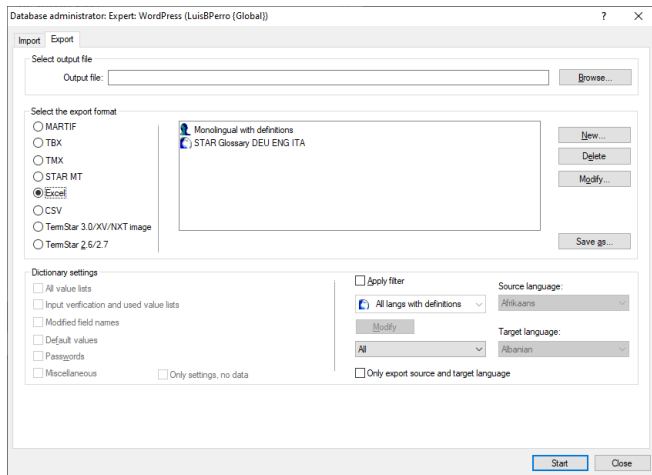 Database administrator: Expert: WordPress (LuisBPerro (Global))
Import Export
Select output file
Output file: Browse...
Select the export format
MARTIF
TBX
TMX
STAR MT
Excel
CSV
TermStar 3.0/XV/NXT image
TermStar 2.6/2.7
Monolingual with definitions
STAR Glossary DEU ENG ITA
New...
Delete
Modify...
Save as...
Dictionary settings
All value lists
Input verification and used value lists
Modified field names
Default values
Passwords
Miscellaneous Only settings, no data
Apply filter
All langs with definitions
Modify
All
Only export source and target language
Source language:
Afrikaans
Target language:
Albanian
Start Close